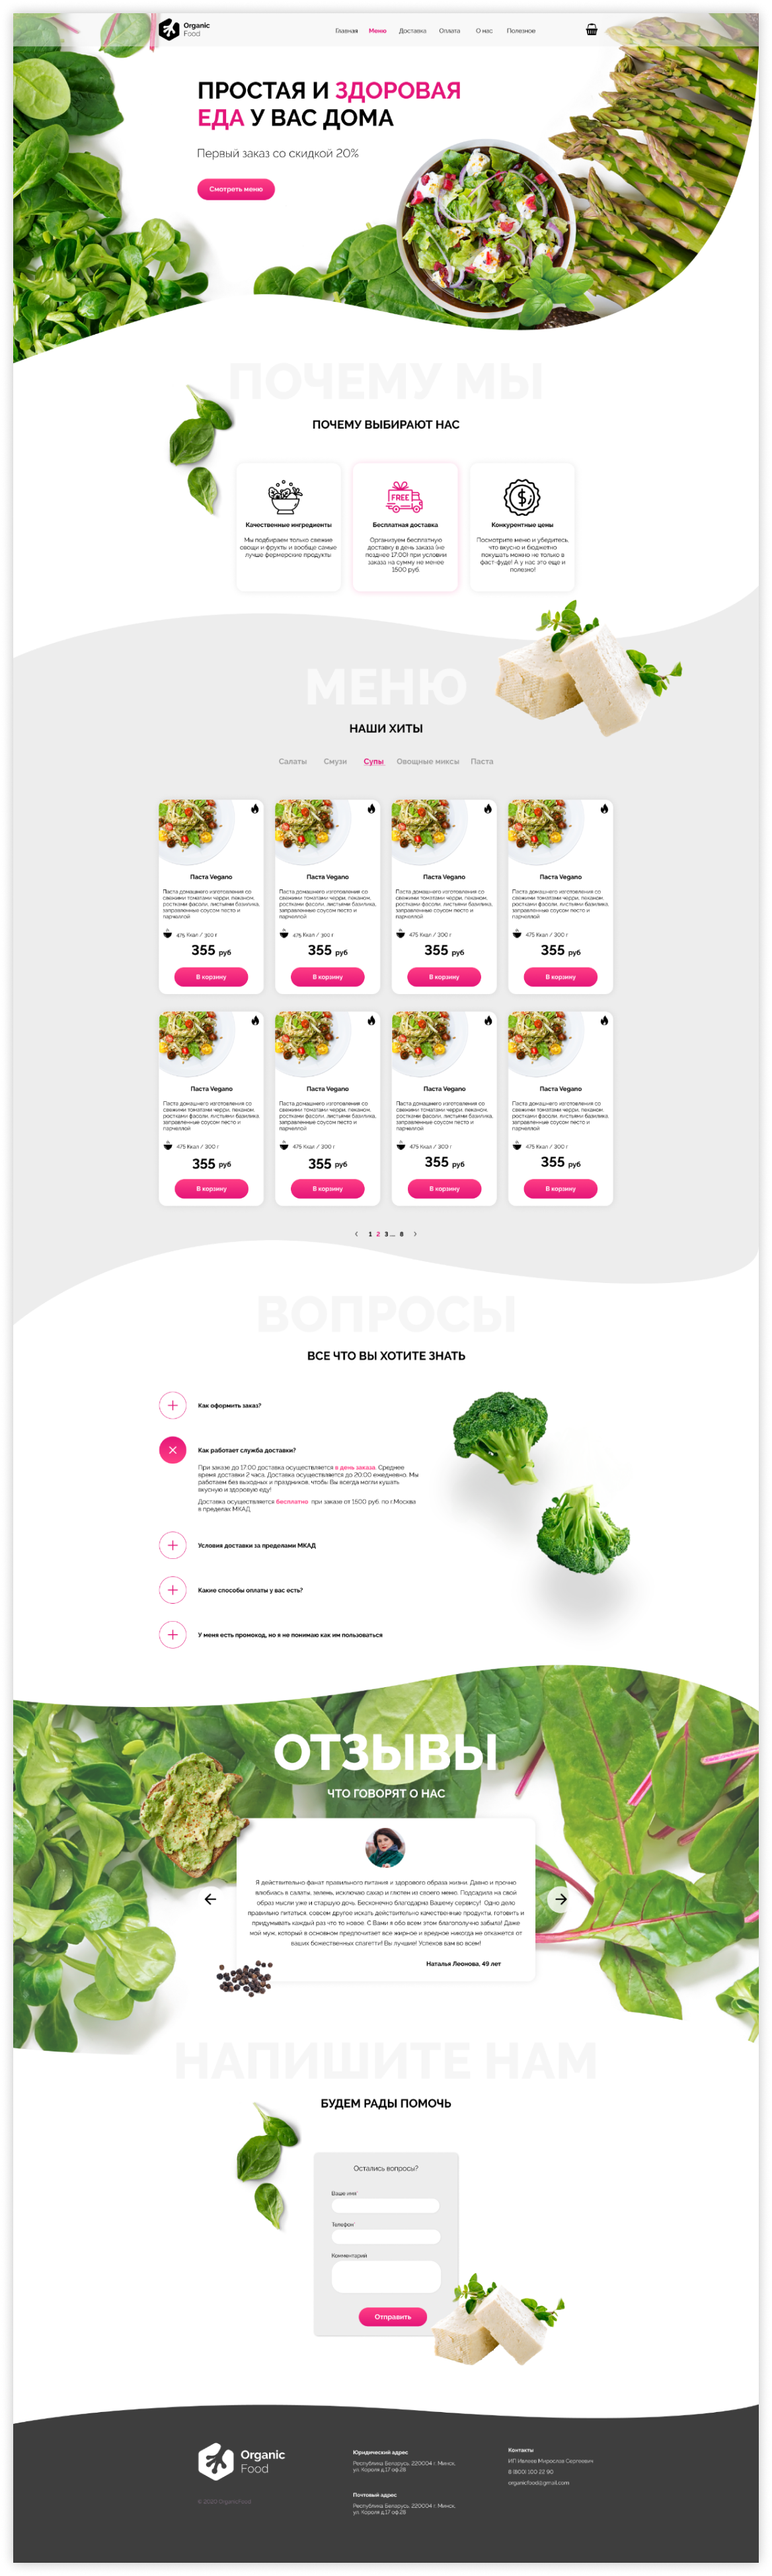 Organic
Food
Главная Меню Доставка Оплата О нас Полезное
ПРОСТАЯ И ЗДОРОВАЯ
ЕДА У ВАС ДОМА
Первый заказ со скидкой 20%
Смотреть меню
ПОЧЕМУ МЫ
ПОЧЕМУ ВЫБИРАЮТ НАС
Качественные ингредиенты
Мы подбираем только свежие
овощи и фрукты и вообще самые
лучше фермерские продукты
FREE
Бесплатная доставка
Организуем бесплатную
доставку в день заказа (не
позднее 17:00) при условии
заказа на сумму не менее
1500 руб.
Конкурентные цены
Посмотрите меню и убедитесь,
что вкусно и бюджетно
покушать можно не только в
фаст-фуде! А у нас это еще и
полезно!
МЕНЮ
НАШИ ХИТЫ
Салаты Смузи Супы Овощные миксы Паста
Паста Vegano
Паста домашнего изготовления со
свежими томатами черри, пеканом,
ростками фасоли, листьями базилика,
заправленные соусом песто и
пармеллой
475 Ккал / 300 г
355 руб
В корзину
Паста Vegano
Паста домашнего изготовления со
свежими томатами черри, пеканом,
ростками фасоли, листьями базилика,
заправленные соусом песто и
пармеллой
475 Ккал / 300 г
355 руб
В корзину
Паста Vegano
Паста домашнего изготовления со
свежими томатами черри, пеканом,
ростками фасоли, листьями базилика,
заправленные соусом песто и
пармеллой
475 Ккал / 300 г
355 руб
В корзину
Паста Vegano
Паста домашнего изготовления со
свежими томатами черри, пеканом,
ростками фасоли, листьями базилика,
заправленные соусом песто и
пармеллой
475 Ккал / 300 г
355 руб
В корзину
Паста Vegano
Паста домашнего изготовления со
свежими томатами черри, пеканом,
ростками фасоли, листьями базилика,
заправленные соусом песто и
пармеллой
475 Ккал / 300 г
355 руб
В корзину
Паста Vegano
Паста домашнего изготовления со
свежими томатами черри, пеканом,
ростками фасоли, листьями базилика,
заправленные соусом песто и
пармеллой
475 Ккал / 300 г
355 руб
В корзину
Паста Vegano
Паста домашнего изготовления со
свежими томатами черри, пеканом,
ростками фасоли, листьями базилика,
заправленные соусом песто и
пармеллой
475 Ккал / 300 г
355 руб
В корзину
Паста Vegano
Паста домашнего изготовления со
свежими томатами черри, пеканом,
ростками фасоли, листьями базилика,
заправленные соусом песто и
пармеллой
475 Ккал / 300 г
355 руб
В корзину
1 2 3 ... 8
ВОПРОСЫ
ВСЕ ЧТО ВЫ ХОТИТЕ ЗНАТЬ
Как оформить заказ?
Как работает служба доставки?
При заказе до 17:00 доставка осуществляется в день заказа. Среднее
время доставки 2 часа. Доставка осуществляется до 20:00 ежедневно. Мы
работаем без выходных и праздников, чтобы Вы всегда могли кушать
вкусную и здоровую еду!
Доставка осуществляется бесплатно при заказе от 1500 руб. по г.Москва
в пределах МКАД
Условия доставки за пределами МКАД
Какие способы оплаты у вас есть?
У меня есть промокод, но я не понимаю как им пользоваться
ОТЗЫВЫ
ЧТО ГОВОРЯТ О НАС
Я действительно фанат правильного питания и здорового образа жизни. Давно и прочно
влюбилась в салаты, зелень, исключаю сахар и глютен из своего меню. Подсадила на свой
образ мысли уже и старшую дочь. Бесконечно благодарна Вашему сервису! Одно дело
правильно питаться, совсем другое искать действительно качественные продукты, готовить и
придумывать каждый раз что то новое. С Вами я обо всем этом благополучно забыла! Даже
мой муж, который в основном предпочитает все жирное и вредное никогда не откажется от
ваших божественных спагетти! Вы лучшие! Успехов вам во всем!
Наталья Леонова, 49 лет
НАПИШИТЕ НАМ
БУДЕМ РАДЫ ПОМОЧЬ
Остались вопросы?
Ваше имя*
Телефон*
Комментарий
Отправить
Organic
Food
© 2020 OrganicFood
Юридический адрес
Республика Беларусь, 220004 г. Минск,
ул. Короля д.17 оф.28
Почтовый адрес
Республика Беларусь, 220004 г. Минск,
ул. Короля д.17 оф.28
Контакты
ИП Ивлеев Мирослав Сергеевич
8 (800) 100 22 90
organicfood@gmail.com